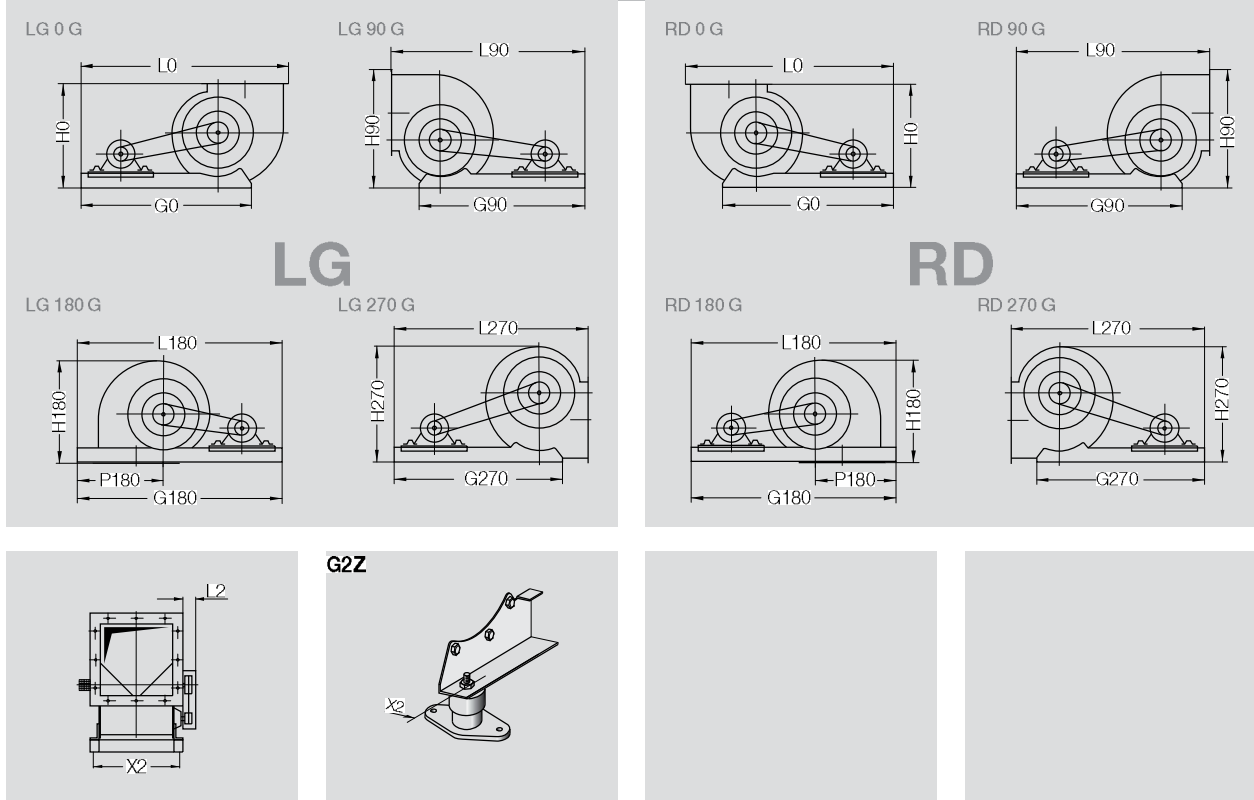 LG 0 G
LG 90 G
RD 0 G
RD 90 G
L0
L90
L0
L90
H0
H90
H0
H90
G0
G90
G0
G90
LG
RD
LG 180 G
LG 270 G
RD 180 G
RD 270 G
L180
L270
L180
L270
H180
H270
H180
H270
P180
G180
G270
P180
G180
G270
G2Z
L2
X2
X2